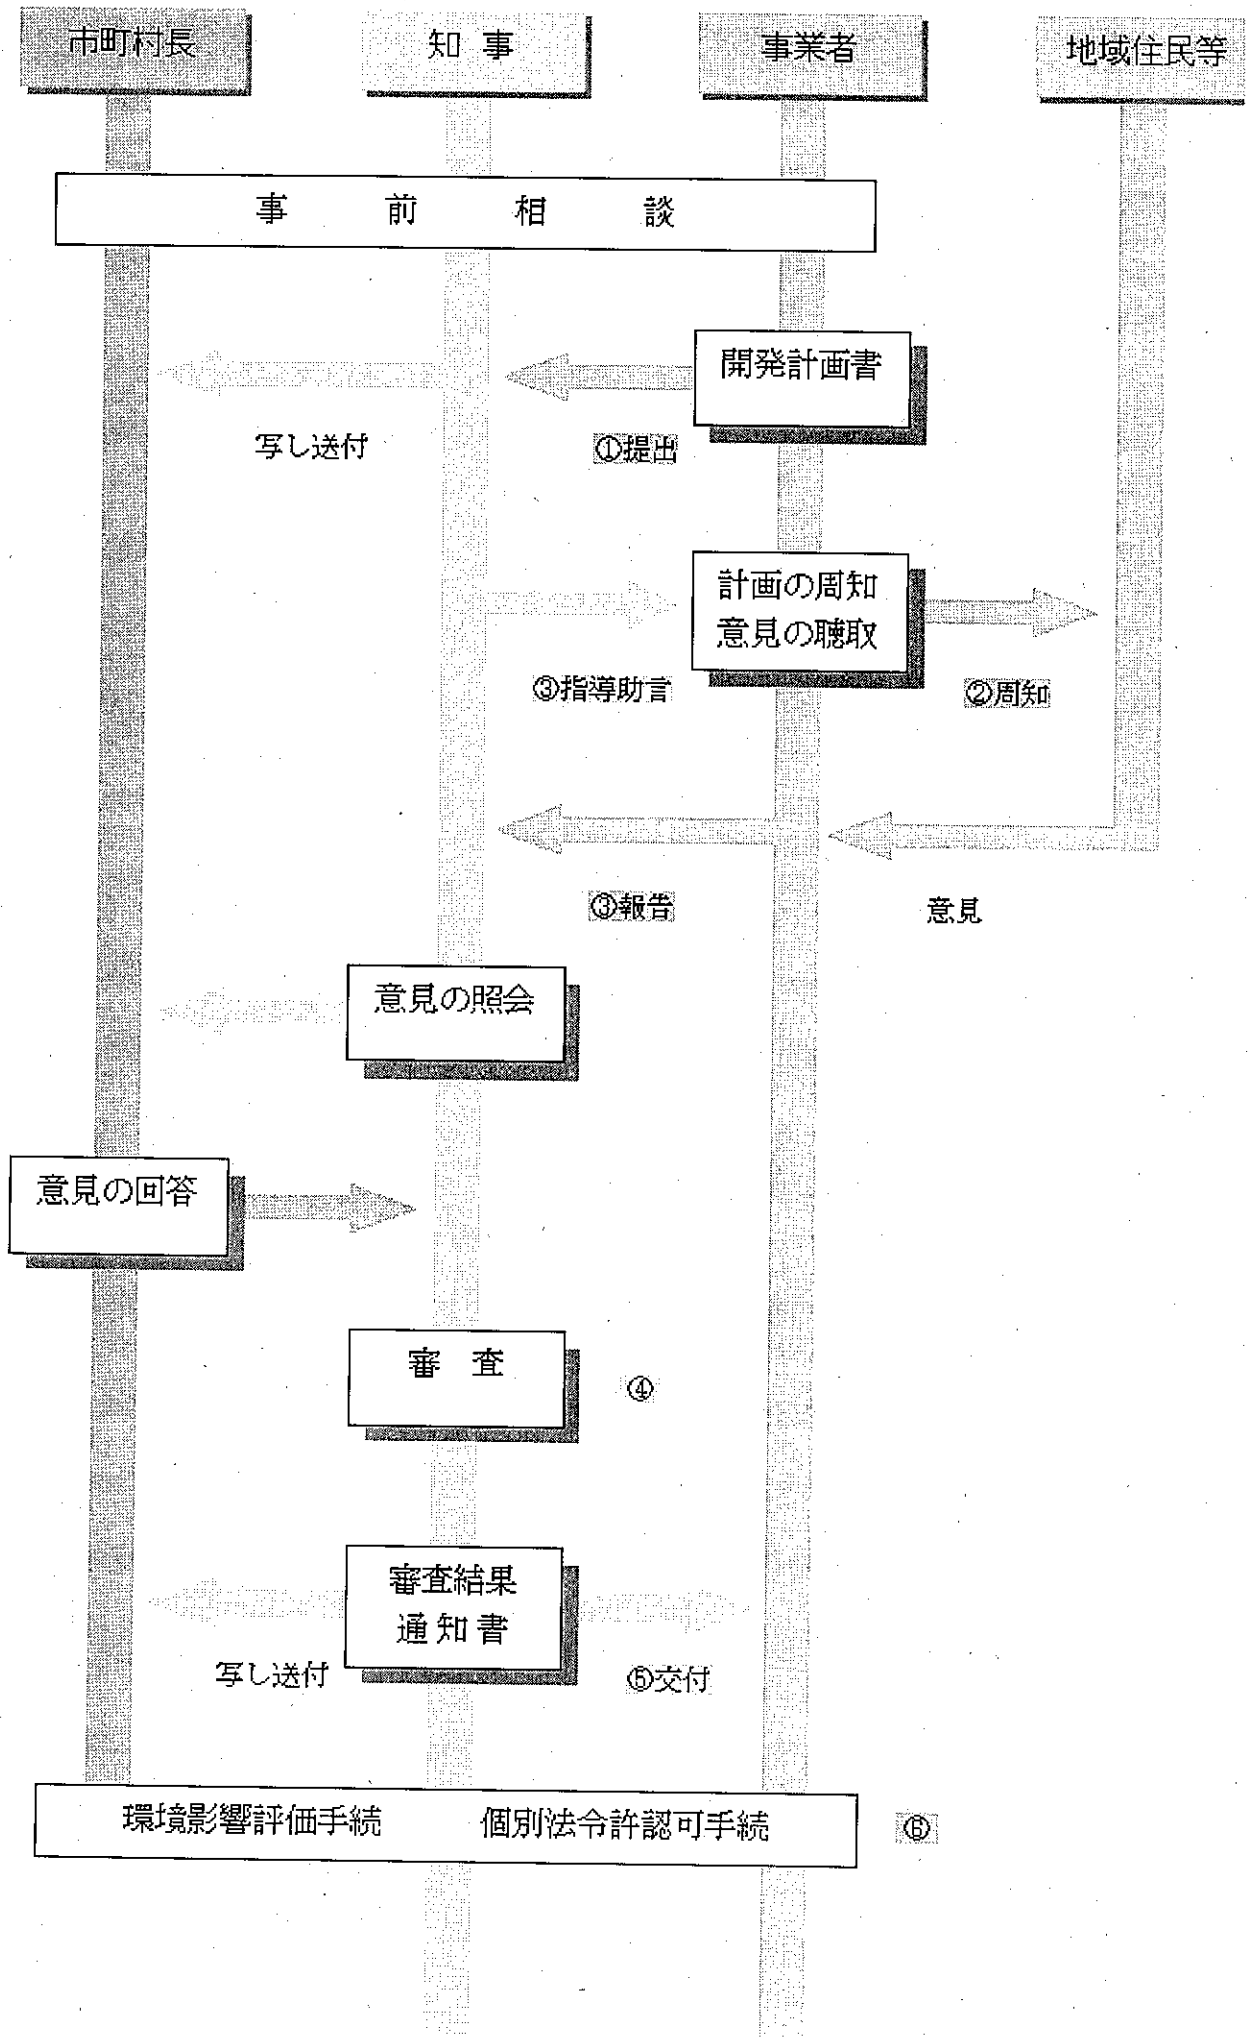 市町村長
知 事
事業者
地域住民等
事 前 相 談
開発計画書
写し送付
①提出
計画の周知
意見の聴取
③指導助言
②周知
③報告
意見
意見の照会
意見の回答
審 査
④
審査結果
通知書
写し送付
⑤交付
環境影響評価手続 個別法令許認可手続
⑥